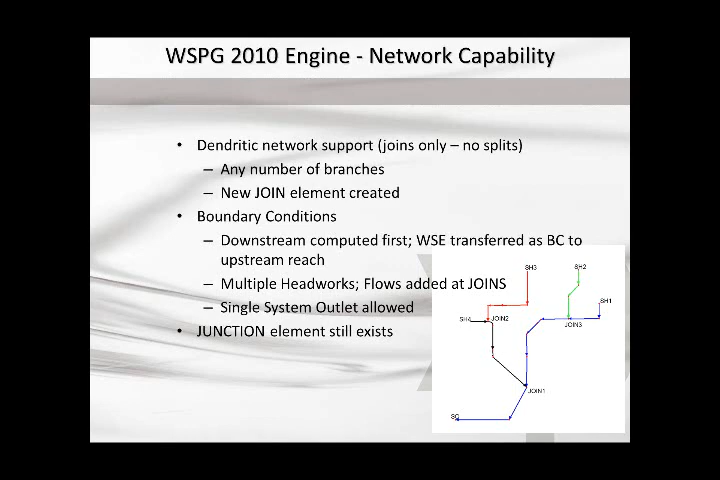 WSPG 2010 Engine - Network Capability
• Dendritic network support (joins only – no splits)
– Any number of branches
– New JOIN element created
• Boundary Conditions
– Downstream computed first; WSE transferred as BC to
upstream reach
– Multiple Headworks; Flows added at JOINS
– Single System Outlet allowed
• JUNCTION element still exists
SH3
SH2
SH1
SH4
JOIN2
JOIN3
JOIN1
SO